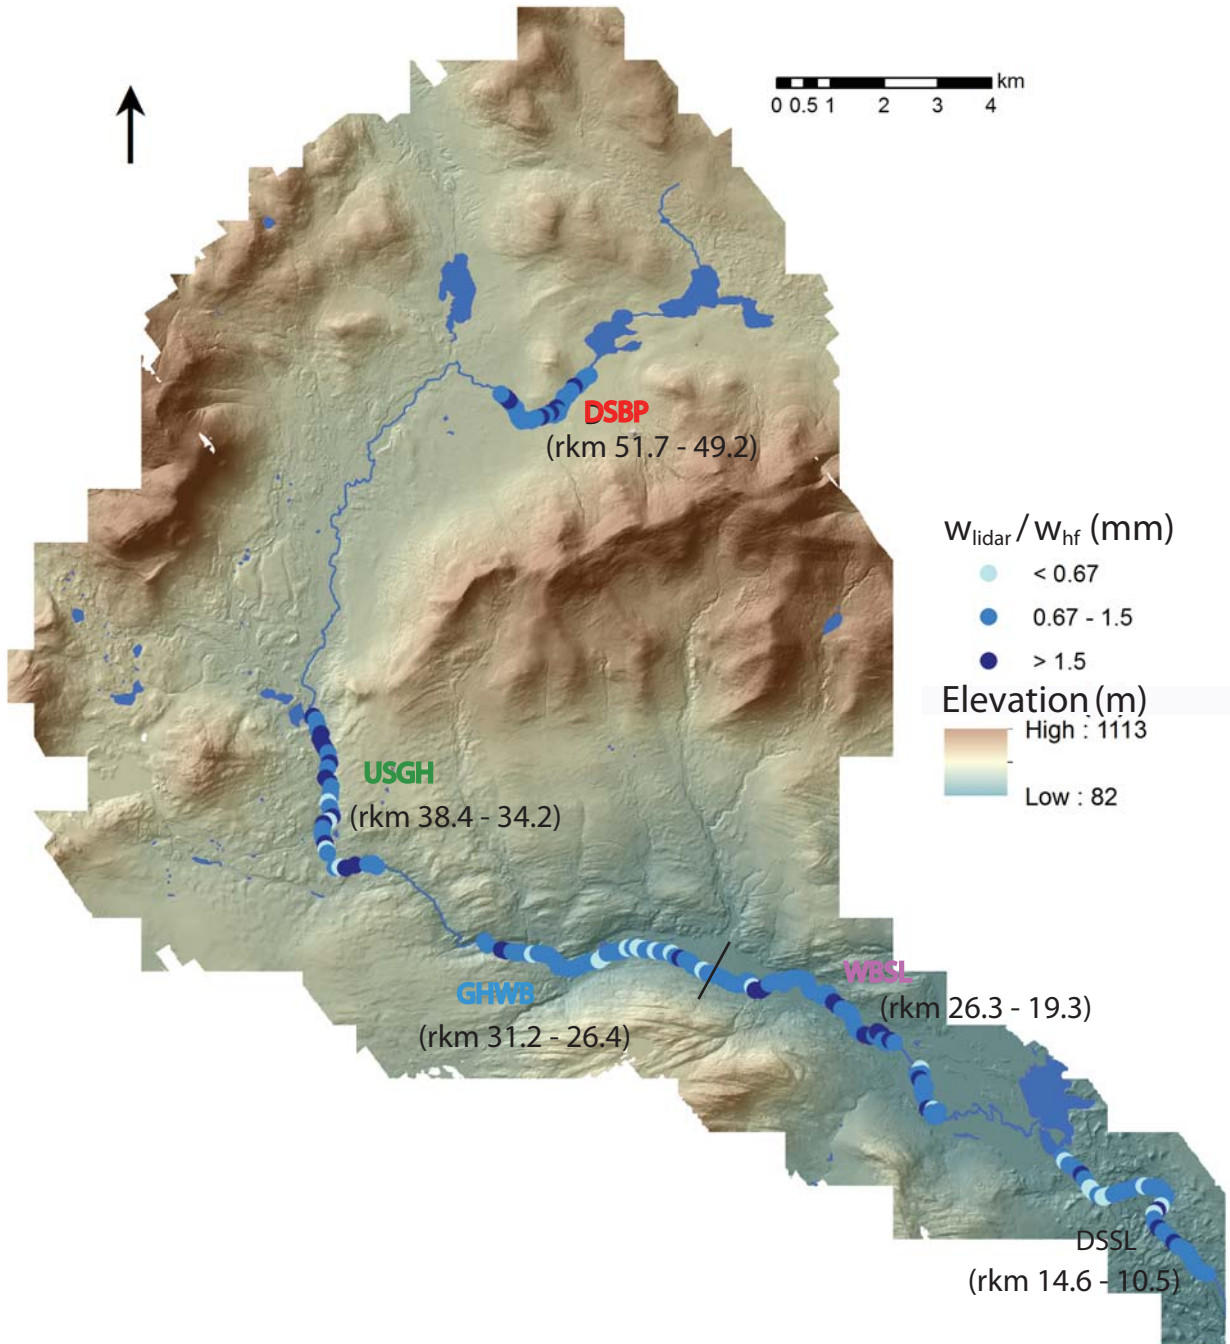 km
0 0.5 1 2 3 4
DSBP
(rkm 51.7 - 49.2)
w_lidar / w_hf (mm)
< 0.67
0.67 - 1.5
> 1.5
Elevation (m)
High : 1113
Low : 82
USGH
(rkm 38.4 - 34.2)
GHWB
(rkm 31.2 - 26.4)
WBSL
(rkm 26.3 - 19.3)
DSSL
(rkm 14.6 - 10.5)